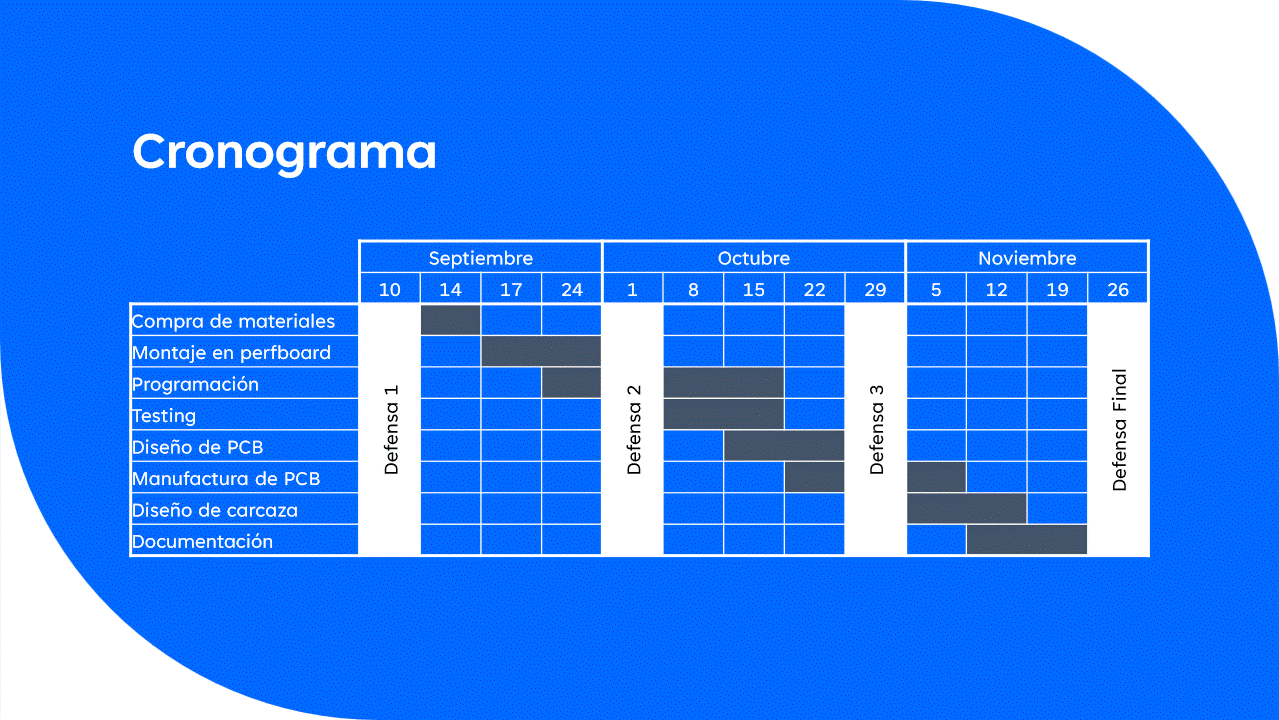 Cronograma
Septiembre Octubre Noviembre
10 14 17 24 1 8 15 22 29 5 12 19 26
Compra de materiales
Montaje en perfboard
Programación
Testing
Diseño de PCB
Manufactura de PCB
Diseño de carcaza
Documentación
Defensa 1
Defensa 2
Defensa 3
Defensa Final